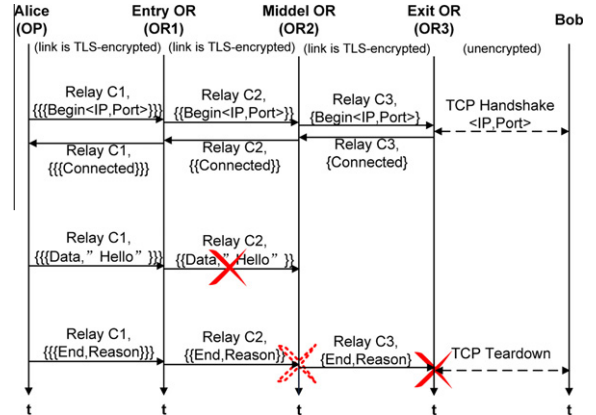 Alice Entry OR Middel OR Exit OR Bob
(OP) (OR1) (OR2) (OR3)
(link is TLS-encrypted) (link is TLS-encrypted) (link is TLS-encrypted) (unencrypted)
Relay C1, Relay C2, Relay C3,
{{{Begin<IP,Port>}}} {{Begin<IP,Port>}} {Begin<IP,Port>}
TCP Handshake
<IP,Port>
Relay C1, Relay C2, Relay C3,
{{{Connected}}} {{Connected}} {Connected}
Relay C1, Relay C2,
{{{Data,” Hello” }}} {{Data,” Hello” }}
Relay C1, Relay C2, Relay C3,
{{{End,Reason}}} {{End,Reason}} {End,Reason}
TCP Teardown
t t t t t